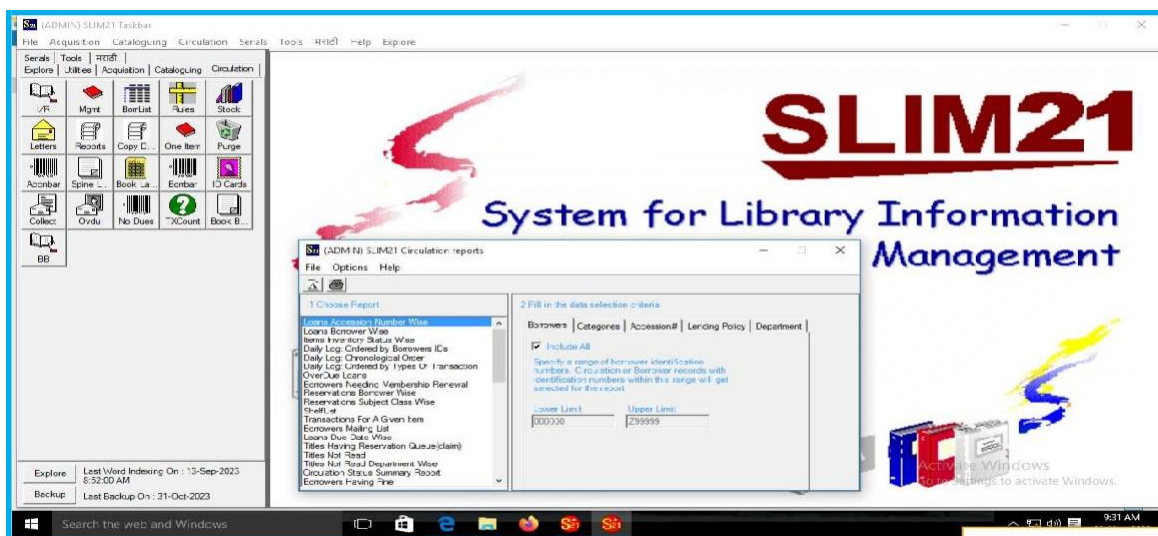 (ADMIN) SLIM21 Taskbar
File Acquisition Cataloguing Circulation Serials Tools मराठी Help Explore
Serials Tools मराठी
Explore Utilities Acquisition Cataloguing Circulation
I/R Mgmt BorrList Rules Stock
Letters Reports Copy D... One Item Purge
Accnbar Spine L... Book La... Borrbar ID Cards
Collect Ovdu No Dues TXCount Book B...
BB
SLIM21
System for Library Information
Management
(ADMIN) SLIM21 Circulation reports
File Options Help
1 Choose Report
2 Fill in the data selection criteria
Loans Accession Number Wise
Loans Borrower Wise
Items Inventory Status Wise
Daily Log: Ordered by Borrowers IDs
Daily Log: Chronological Order
Daily Log: Ordered by Types Of Transaction
OverDue Loans
Borrowers Needing Membership Renewal
Reservations Borrower Wise
Reservations Subject Class Wise
ShelfList
Transactions For A Given Item
Borrowers Mailing List
Loans Due Date Wise
Titles Having Reservation Queue(claim)
Titles Not Read
Titles Not Read Department Wise
Circulation Status Summary Report
Borrowers Having Fine
Borrowers Categories Accession# Lending Policy Department
Include All
Specify a range of borrower identification
numbers. Circulation or Borrower records with
identification numbers within this range will get
selected for the report
Lower Limit Upper Limit
000000 Z99999
Activate Windows
Go to Settings to activate Windows.
Explore Last Word Indexing On : 13-Sep-2023
8:52:00 AM
Backup Last Backup On : 31-Oct-2023
Search the web and Windows
9:31 AM